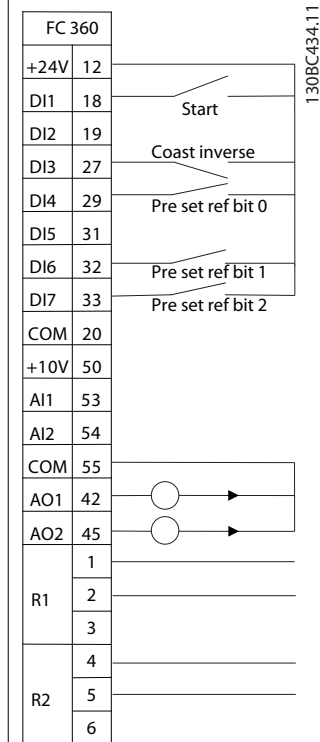 130BC434.11
FC 360
+24V 12
DI1 18
Start
DI2 19
Coast inverse
DI3 27
DI4 29
Pre set ref bit 0
DI5 31
DI6 32
Pre set ref bit 1
DI7 33
Pre set ref bit 2
COM 20
+10V 50
AI1 53
AI2 54
COM 55
AO1 42
AO2 45
R1
1
2
3
R2
4
5
6